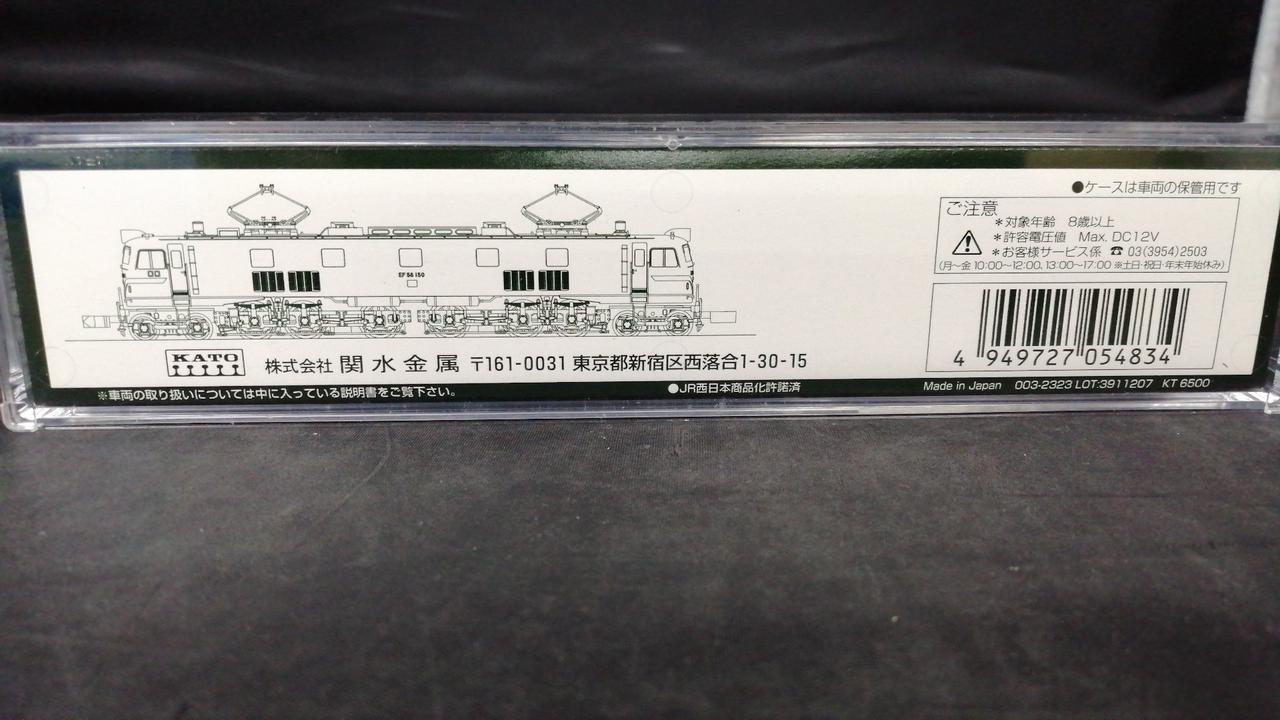 ●ケースは車両の保管用です
ご注意
＊対象年齢 8歳以上
＊許容電圧値 Max. DC12V
＊お客様サービス係 ☎ 03(3954)2503
(月〜金 10:00〜12:00, 13:00〜17:00 ※土日・祝日・年末年始休み)
EF58 150
4 949727 054834
KATO
株式会社 関水金属 〒161-0031 東京都新宿区西落合1-30-15
※車両の取り扱いについては中に入っている説明書をご覧下さい。
●JR西日本商品化許諾済
Made in Japan 003-2323 LOT:3911207 KT 6500